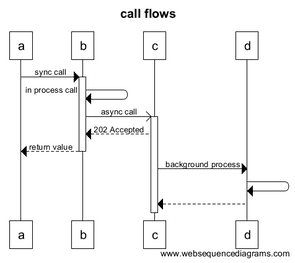 call flows
a b c d
sync call
in process call
async call
202 Accepted
return value
background process
a b c d
www.websequencediagrams.com